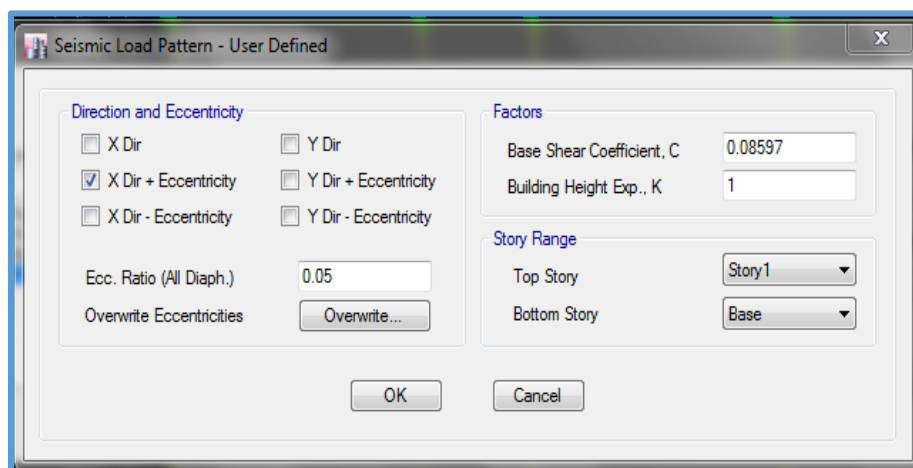 Seismic Load Pattern - User Defined
X
Direction and Eccentricity
X Dir
Y Dir
X Dir + Eccentricity
Y Dir + Eccentricity
X Dir - Eccentricity
Y Dir - Eccentricity
Ecc. Ratio (All Diaph.)
0.05
Overwrite Eccentricities
Overwrite...
Factors
Base Shear Coefficient, C
0.08597
Building Height Exp., K
1
Story Range
Top Story
Story1
Bottom Story
Base
OK
Cancel